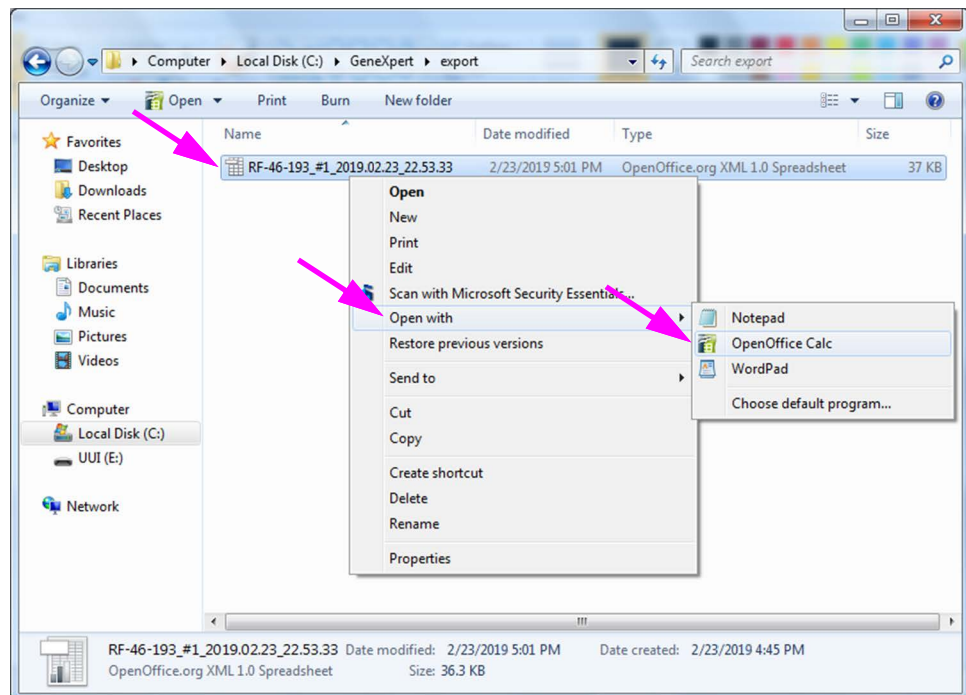 Computer Local Disk (C:) GeneXpert export Search export
Organize Open Print Burn New folder
Favorites
Desktop
Downloads
Recent Places
Libraries
Documents
Music
Pictures
Videos
Computer
Local Disk (C:)
UUI (E:)
Network
Name Date modified Type Size
RF-46-193_#1_2019.02.23_22.53.33 2/23/2019 5:01 PM OpenOffice.org XML 1.0 Spreadsheet 37 KB
Open
New
Print
Edit
Scan with Microsoft Security Essentials...
Open with
Restore previous versions
Send to
Cut
Copy
Create shortcut
Delete
Rename
Properties
Notepad
OpenOffice Calc
WordPad
Choose default program...
RF-46-193_#1_2019.02.23_22.53.33 Date modified: 2/23/2019 5:01 PM Date created: 2/23/2019 4:45 PM
OpenOffice.org XML 1.0 Spreadsheet Size: 36.3 KB